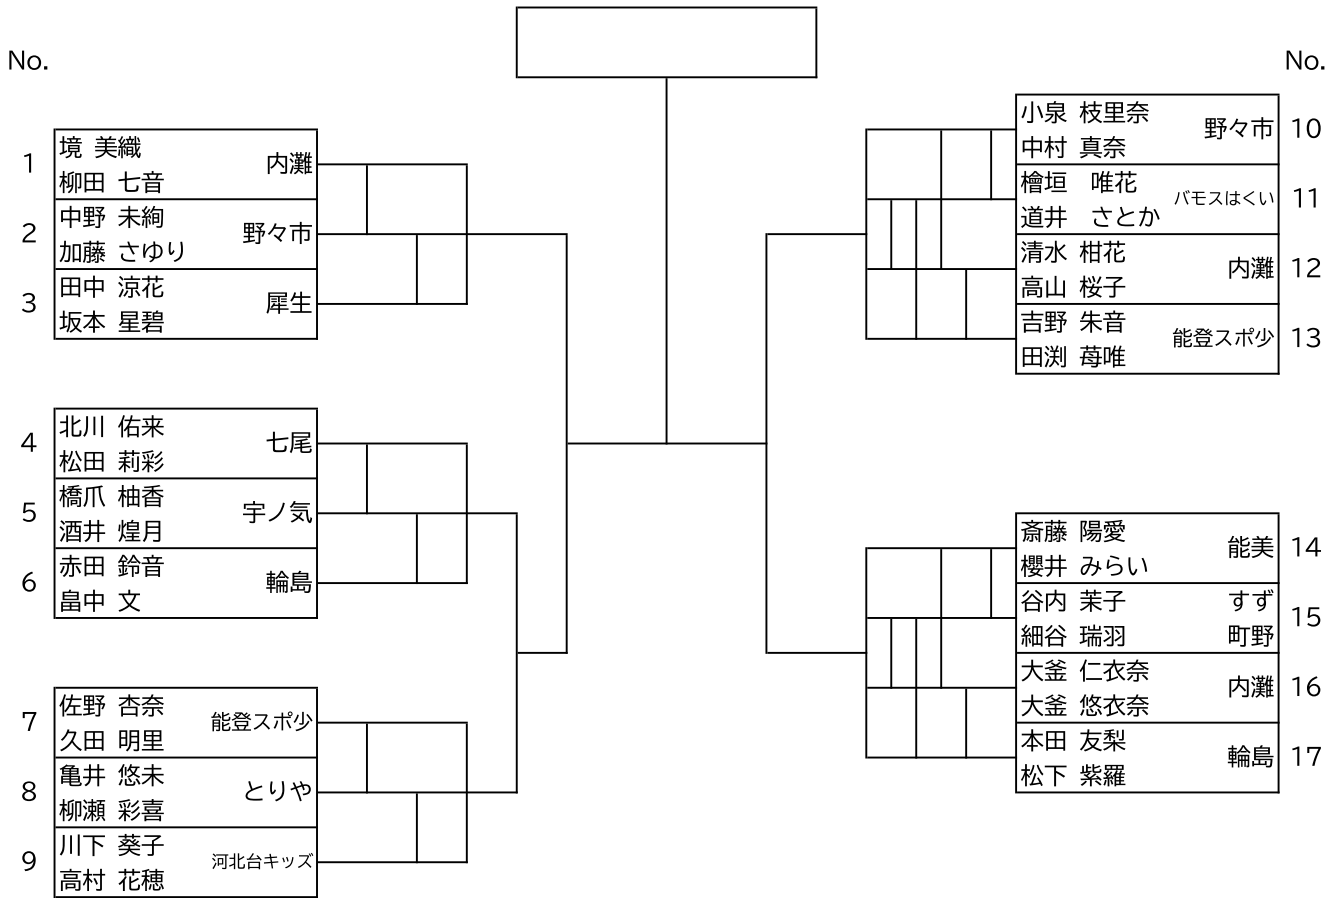 No.
1
境 美織
柳田 七音
内灘
2
中野 未絢
加藤 さゆり
野々市
3
田中 涼花
坂本 星碧
犀生
4
北川 佑来
松田 莉彩
七尾
5
橋爪 柚香
酒井 煌月
宇ノ気
6
赤田 鈴音
畠中 文
輪島
7
佐野 杏奈
久田 明里
能登スポ少
8
亀井 悠未
柳瀬 彩喜
とりや
9
川下 葵子
高村 花穂
河北台キッズ
No.
小泉 枝里奈
中村 真奈
野々市
10
檜垣 唯花
道井 さとか
バモスはくい
11
清水 柑花
高山 桜子
内灘
12
吉野 朱音
田渕 苺唯
能登スポ少
13
斎藤 陽愛
櫻井 みらい
能美
14
谷内 茉子
すず
細谷 瑞羽
町野
15
大釜 仁衣奈
大釜 悠衣奈
内灘
16
本田 友梨
松下 紫羅
輪島
17